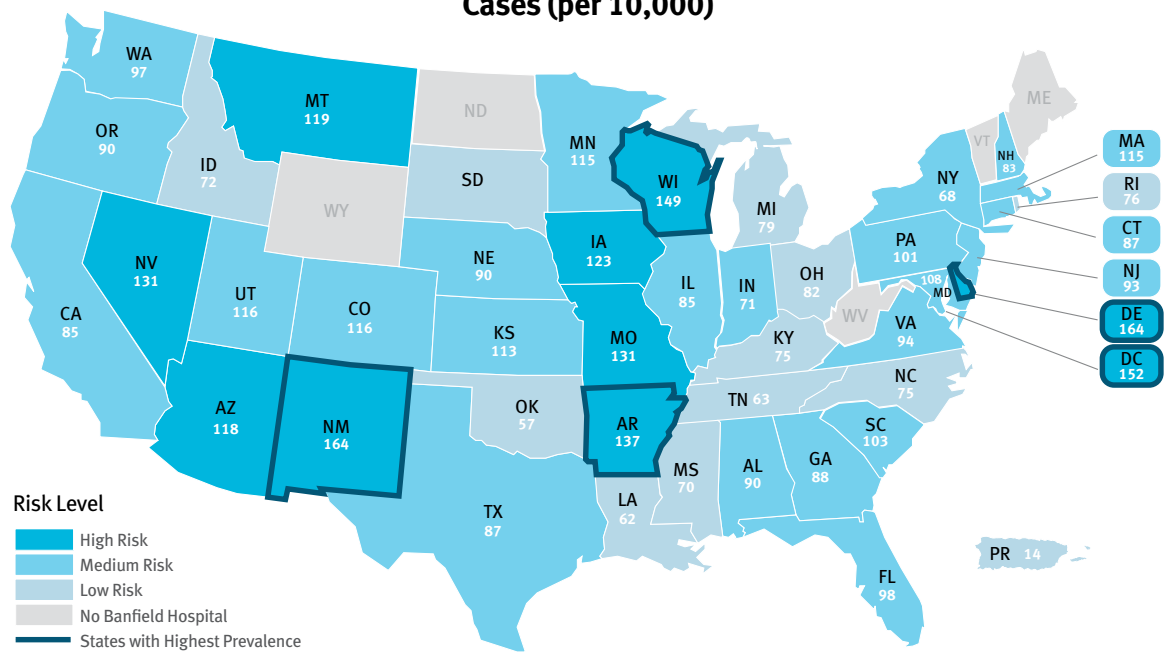 Cases (per 10,000)
WA
97
MT
119
ND
ME
OR
90
MN
115
VT
NH
83
MA
115
ID
72
SD
WI
149
NY
68
RI
76
WY
MI
79
CT
87
NV
131
NE
90
IA
123
PA
101
NJ
93
UT
116
CO
116
IL
85
IN
71
OH
82
108
MD
DE
164
CA
85
KS
113
MO
131
KY
75
WV
VA
94
DC
152
AZ
118
NM
164
OK
57
AR
137
TN 63
NC
75
SC
103
MS
70
AL
90
GA
88
TX
87
LA
62
PR 14
FL
98
Risk Level
High Risk
Medium Risk
Low Risk
No Banfield Hospital
States with Highest Prevalence